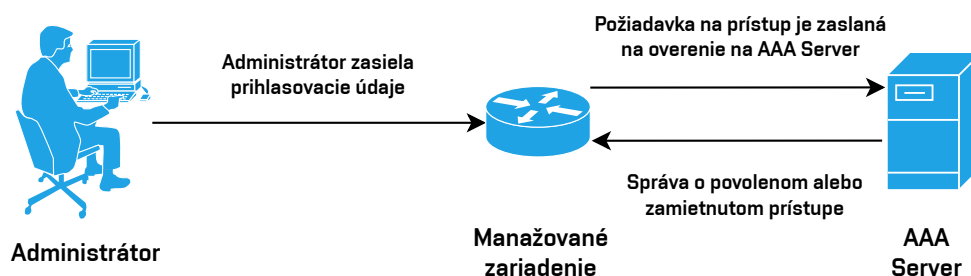 Administrátor zasiela
prihlasovacie údaje
Požiadavka na prístup je zaslaná
na overenie na AAA Server
Správa o povolenom alebo
zamietnutom prístupe
Administrátor
Manažované
zariadenie
AAA
Server